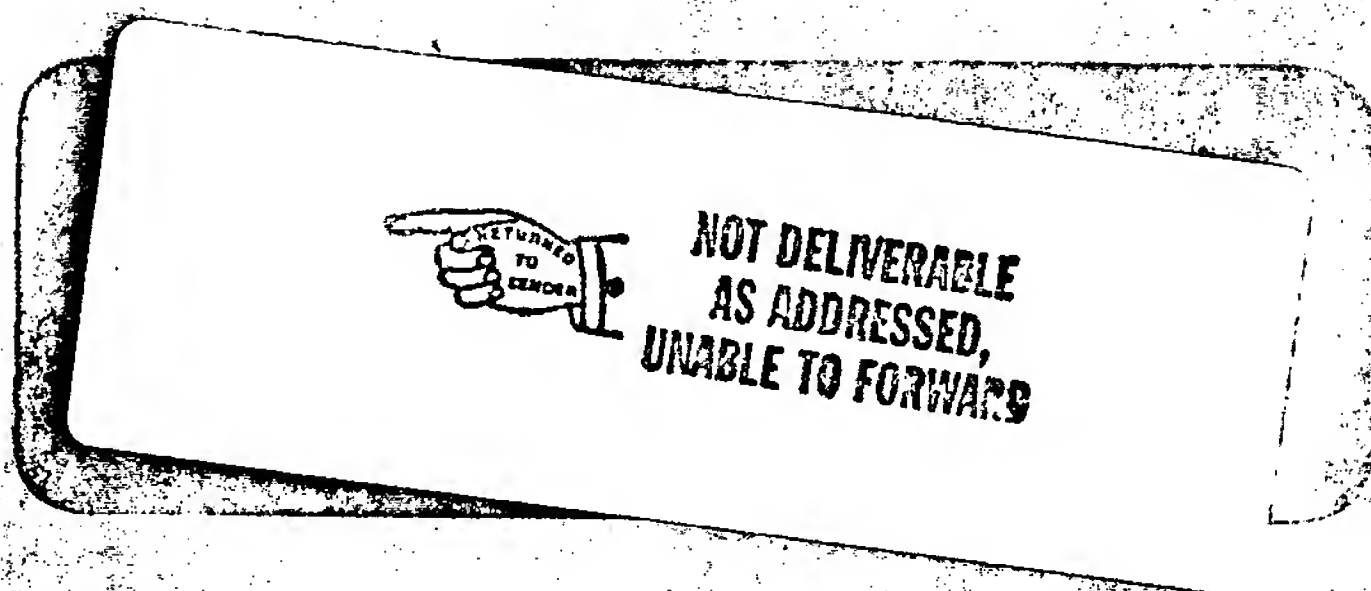 RETURNED
TO
SENDER
NOT DELIVERABLE
AS ADDRESSED,
UNABLE TO FORWARD